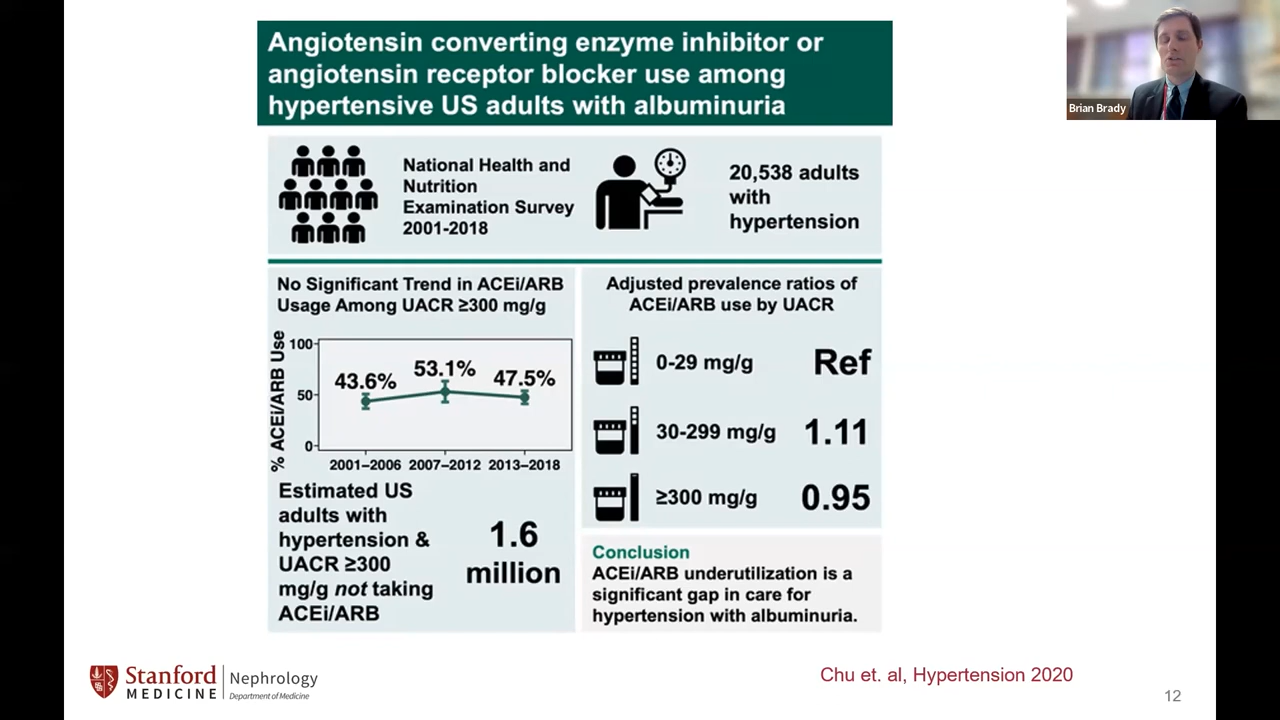 Angiotensin converting enzyme inhibitor or
angiotensin receptor blocker use among
hypertensive US adults with albuminuria
Brian Brady
National Health and
Nutrition
Examination Survey
2001-2018
20,538 adults
with
hypertension
No Significant Trend in ACEi/ARB
Usage Among UACR ≥300 mg/g
% ACEi/ARB Use
100
50
0
43.6%
53.1%
47.5%
2001–2006 2007–2012 2013–2018
Estimated US
adults with
hypertension &
UACR ≥300
mg/g not taking
ACEi/ARB
1.6
million
Adjusted prevalence ratios of
ACEi/ARB use by UACR
0-29 mg/g Ref
30-299 mg/g 1.11
≥300 mg/g 0.95
Conclusion
ACEi/ARB underutilization is a
significant gap in care for
hypertension with albuminuria.
Stanford
MEDICINE
Nephrology
Department of Medicine
Chu et. al, Hypertension 2020
12